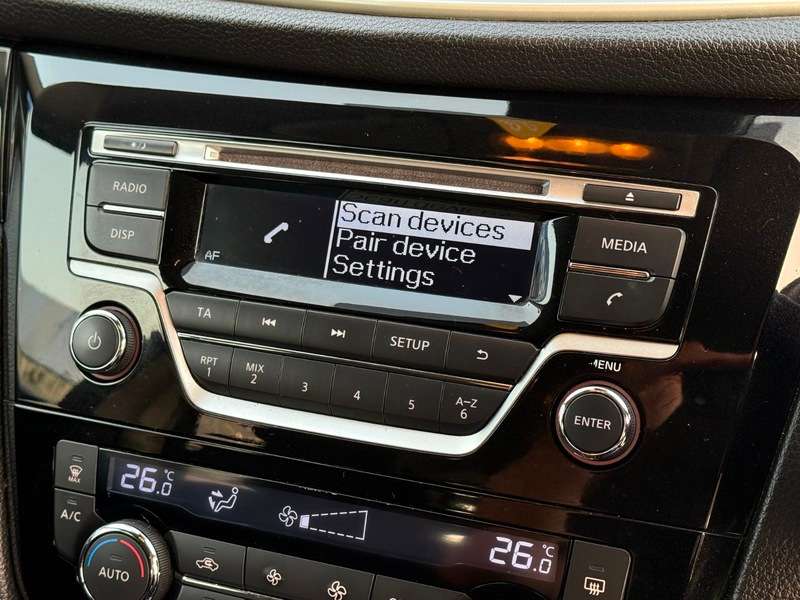 RADIO
DISP
AF
Scan devices
Pair device
Settings
MEDIA
TA
SETUP
RPT
1
MIX
2
3
4
5
A-Z
6
MENU
ENTER
MAX
A/C
26.0 °C
26.0 °C
AUTO